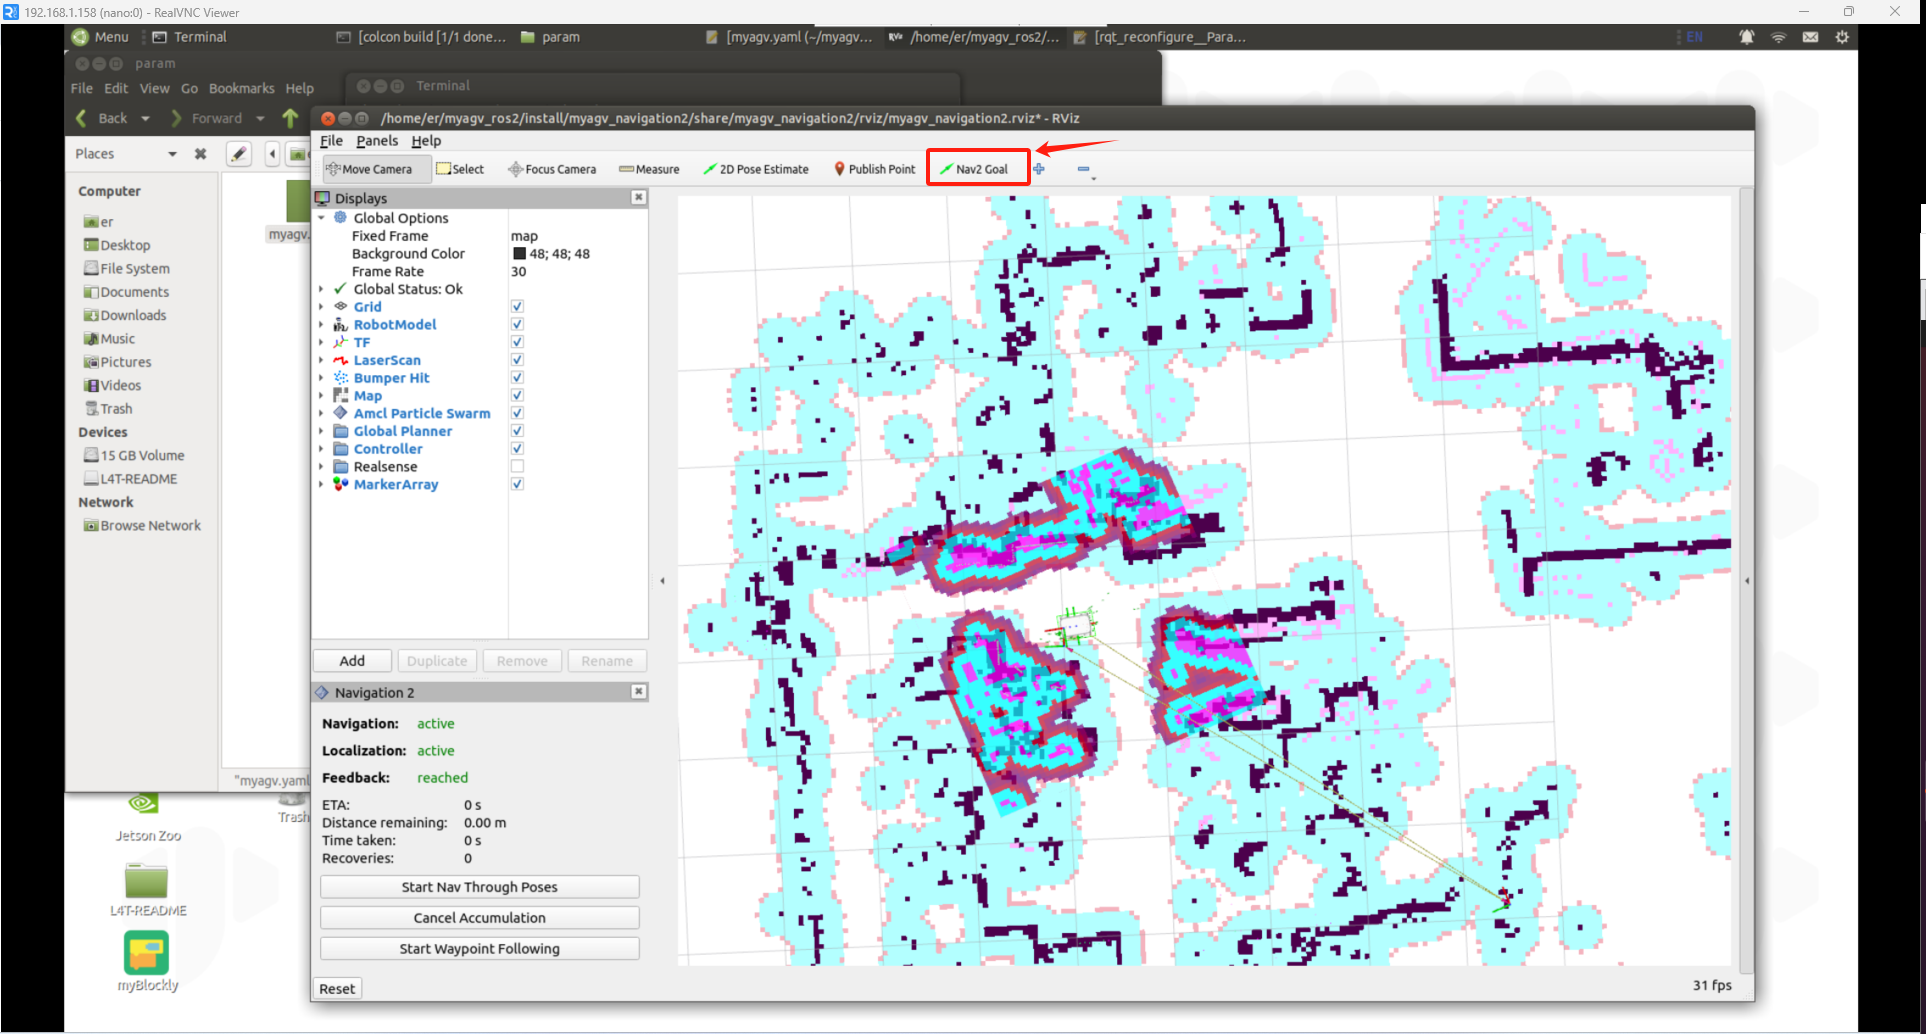 192.168.1.158 (nano:0) - RealVNC Viewer
Menu Terminal [colcon build [1/1 done... param [myagv.yaml (~/myagv... /home/er/myagv_ros2/... [rqt_reconfigure__Para... EN
param
File Edit View Go Bookmarks Help
Terminal
Back Forward
/home/er/myagv_ros2/install/myagv_navigation2/share/myagv_navigation2/rviz/myagv_navigation2.rviz* - RViz
File Panels Help
Move Camera Select Focus Camera Measure 2D Pose Estimate Publish Point Nav2 Goal
Places
Computer
er
Desktop
File System
Documents
Downloads
Music
Pictures
Videos
Trash
Devices
15 GB Volume
L4T-README
Network
Browse Network
myagv.
"myagv.yaml
Displays
Global Options
Fixed Frame map
Background Color 48; 48; 48
Frame Rate 30
Global Status: Ok
Grid
RobotModel
TF
LaserScan
Bumper Hit
Map
Amcl Particle Swarm
Global Planner
Controller
Realsense
MarkerArray
Add Duplicate Remove Rename
Navigation 2
Navigation: active
Localization: active
Feedback: reached
ETA: 0 s
Distance remaining: 0.00 m
Time taken: 0 s
Recoveries: 0
Start Nav Through Poses
Cancel Accumulation
Start Waypoint Following
Reset
31 fps
Jetson Zoo
Trash
L4T-README
myBlockly